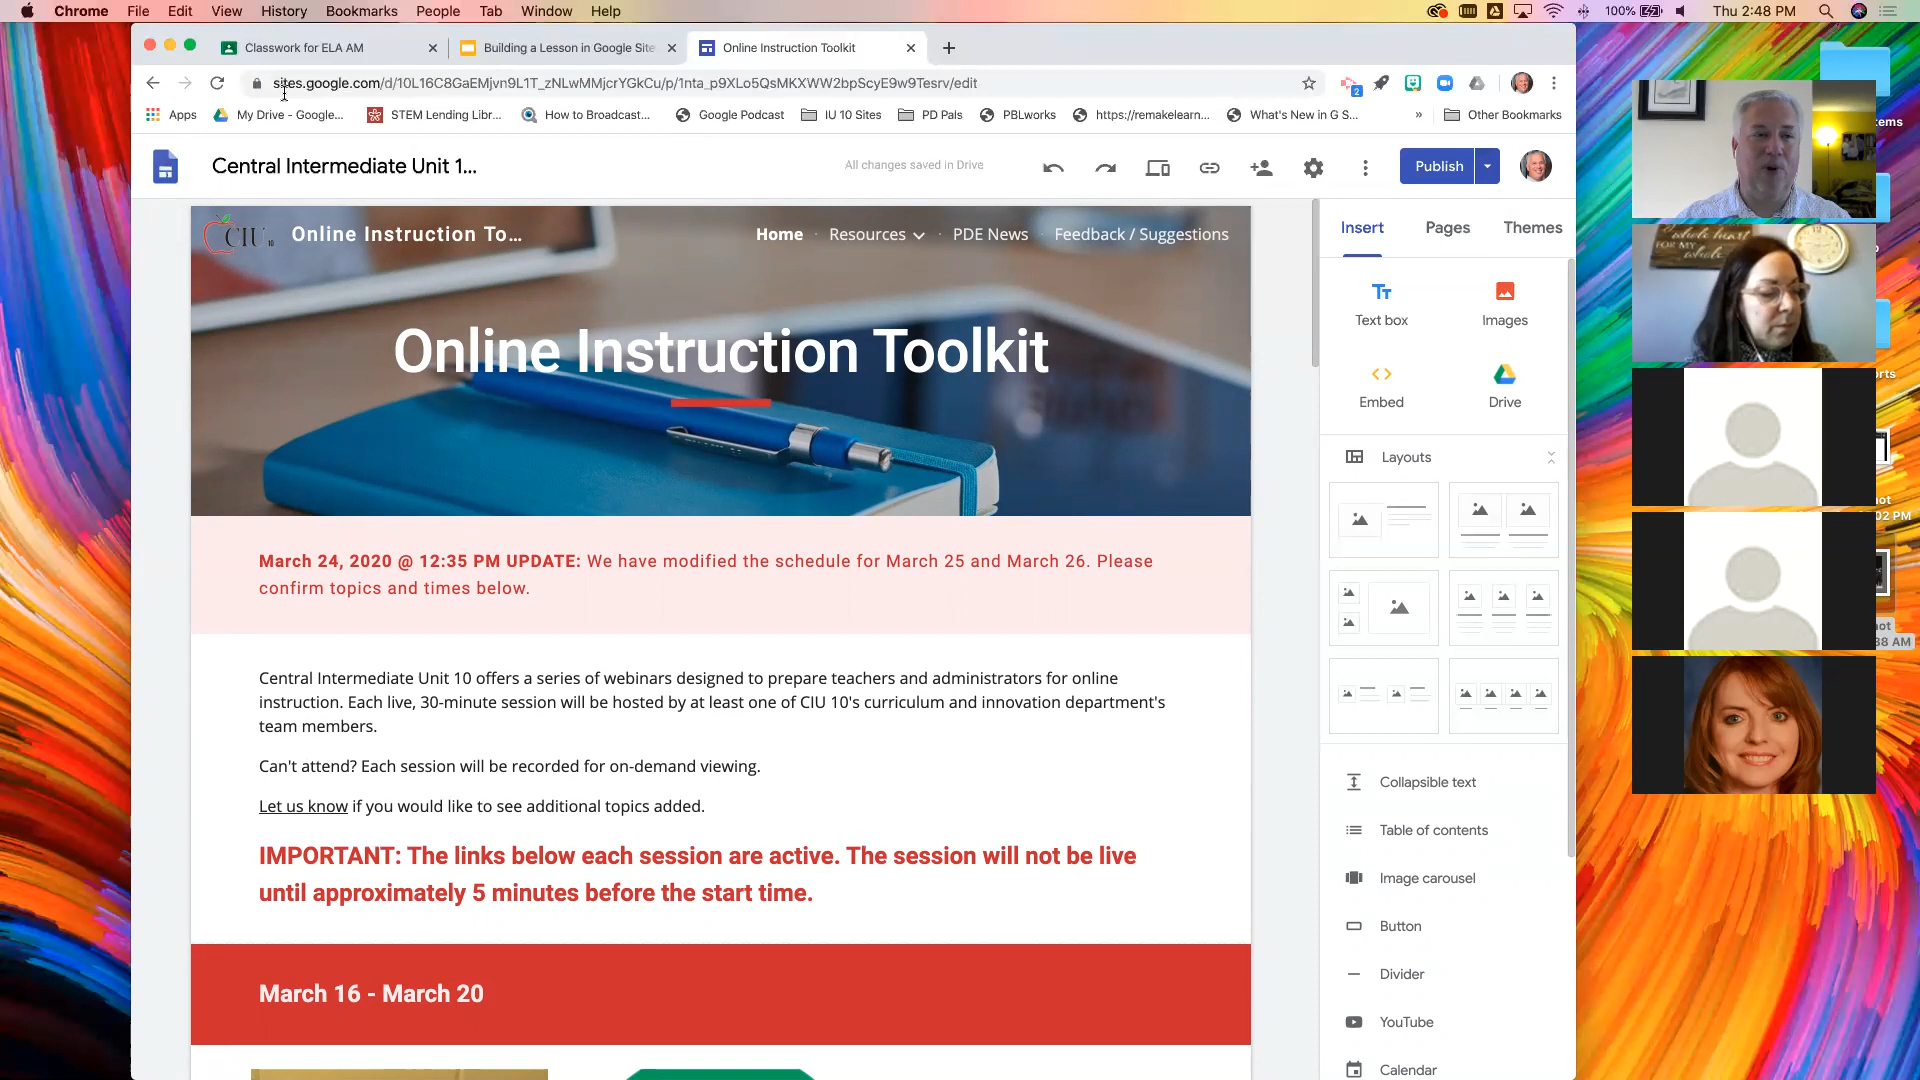 Chrome File Edit View History Bookmarks People Tab Window Help
100% Thu 2:48 PM
Classwork for ELA AM
Building a Lesson in Google Site
Online Instruction Toolkit
sites.google.com/d/10L16C8GaEMjvn9L1T_zNLwMMjcrYGkCu/p/1nta_p9XLo5QsMKXWW2bpScyE9w9Tesrv/edit
2
Apps My Drive - Google... STEM Lending Libr... How to Broadcast... Google Podcast IU 10 Sites PD Pals PBLworks https://remakelearn... What's New in G S... » Other Bookmarks
Central Intermediate Unit 1...
All changes saved in Drive
Publish
CIU 10
Online Instruction To...
Home Resources PDE News Feedback / Suggestions
Online Instruction Toolkit
March 24, 2020 @ 12:35 PM UPDATE: We have modified the schedule for March 25 and March 26. Please
confirm topics and times below.
Central Intermediate Unit 10 offers a series of webinars designed to prepare teachers and administrators for online
instruction. Each live, 30-minute session will be hosted by at least one of CIU 10's curriculum and innovation department's
team members.
Can't attend? Each session will be recorded for on-demand viewing.
Let us know if you would like to see additional topics added.
IMPORTANT: The links below each session are active. The session will not be live
until approximately 5 minutes before the start time.
March 16 - March 20
Insert Pages Themes
Text box
Images
Embed
Drive
Layouts
Collapsible text
Table of contents
Image carousel
Button
Divider
YouTube
Calendar
whole heart
FOR MY
whole